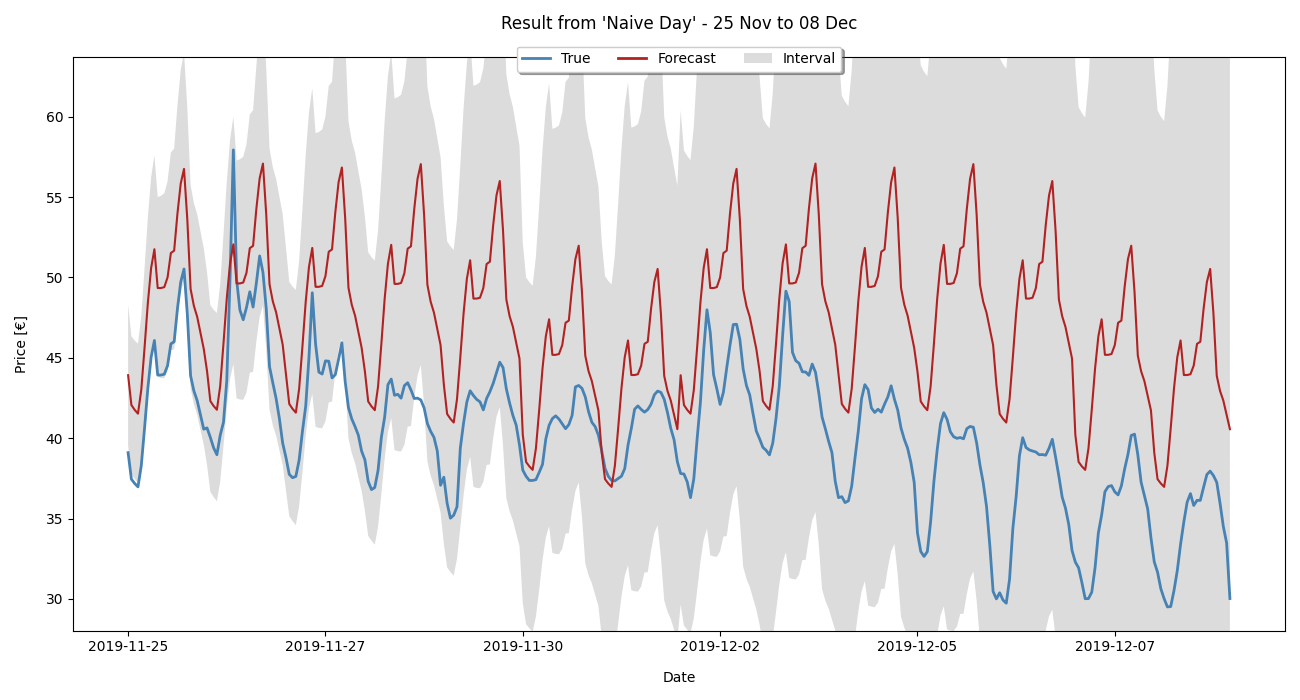 Result from 'Naive Day' - 25 Nov to 08 Dec
True Forecast Interval
60
55
50
45
40
35
30
Price [€]
2019-11-25 2019-11-27 2019-11-30 2019-12-02 2019-12-05 2019-12-07
Date